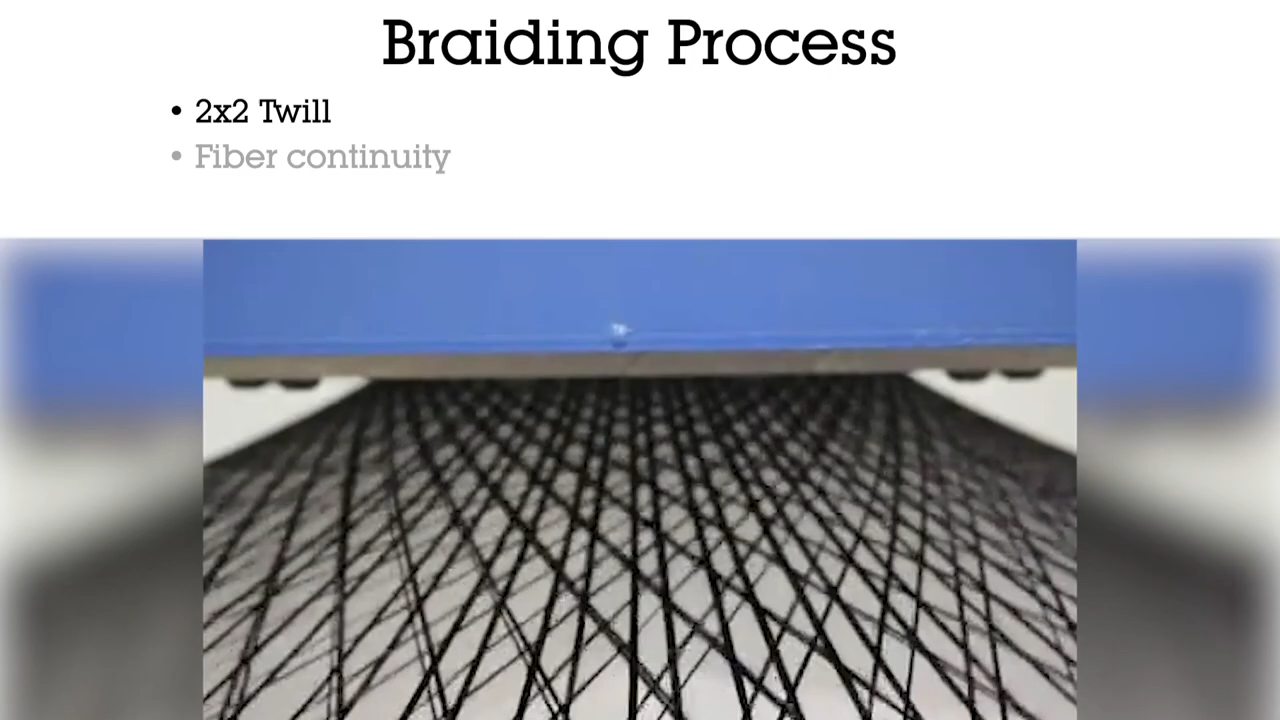 Braiding Process
• 2x2 Twill
• Fiber continuity